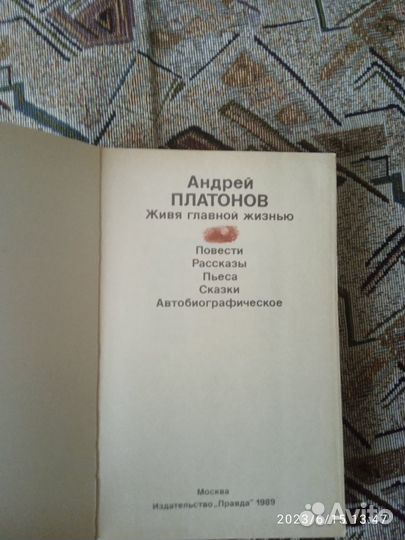 Андрей
ПЛАТОНОВ
Живя главной жизнью
Повести
Рассказы
Пьеса
Сказки
Автобиографическое
Москва
Издательство „Правда" 1989
2023/6/15 13:47
Avito